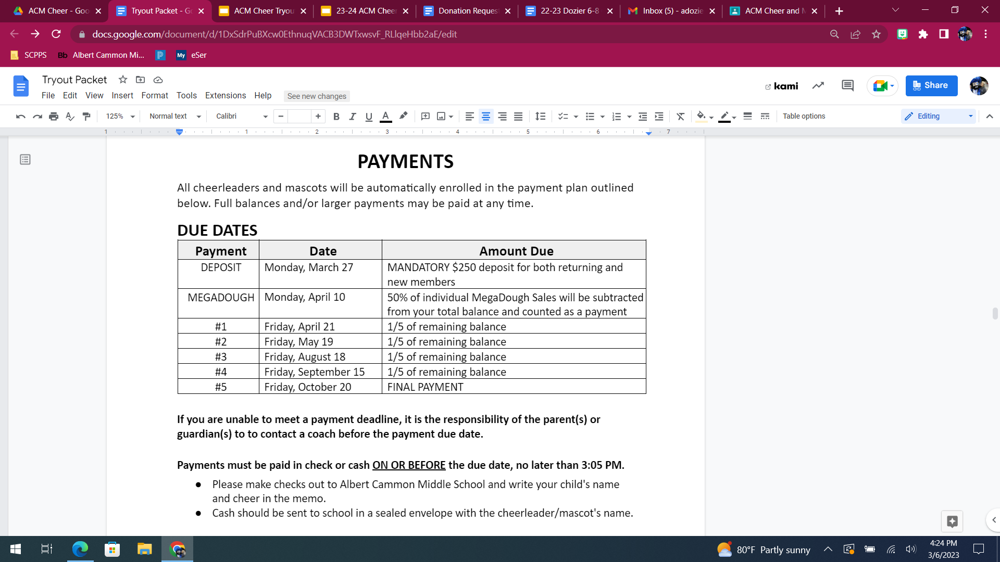 ACM Cheer - Goo
Tryout Packet - Go
ACM Cheer Tryou
23-24 ACM Cheer
Donation Reques
22-23 Dozier 6-8
Inbox (5) - adozie
ACM Cheer and M
docs.google.com/document/d/1DxSdrPuBXcw0EthnuqVACB3DWTxwsvF_RLlqeHbb2aE/edit
SCPPS
Bb Albert Cammon Mi...
My eSer
Tryout Packet
File Edit View Insert Format Tools Extensions Help See new changes
kami
Share
125% Normal text Calibri
B I U A
Table options
Editing
1 1 2 3 4 5 6 7
PAYMENTS
All cheerleaders and mascots will be automatically enrolled in the payment plan outlined
below. Full balances and/or larger payments may be paid at any time.
DUE DATES
Payment Date Amount Due
DEPOSIT Monday, March 27 MANDATORY $250 deposit for both returning and
new members
MEGADOUGH Monday, April 10 50% of individual MegaDough Sales will be subtracted
from your total balance and counted as a payment
#1 Friday, April 21 1/5 of remaining balance
#2 Friday, May 19 1/5 of remaining balance
#3 Friday, August 18 1/5 of remaining balance
#4 Friday, September 15 1/5 of remaining balance
#5 Friday, October 20 FINAL PAYMENT
If you are unable to meet a payment deadline, it is the responsibility of the parent(s) or
guardian(s) to to contact a coach before the payment due date.
Payments must be paid in check or cash ON OR BEFORE the due date, no later than 3:05 PM.
● Please make checks out to Albert Cammon Middle School and write your child's name
and cheer in the memo.
● Cash should be sent to school in a sealed envelope with the cheerleader/mascot's name.
80°F Partly sunny
4:24 PM
3/6/2023